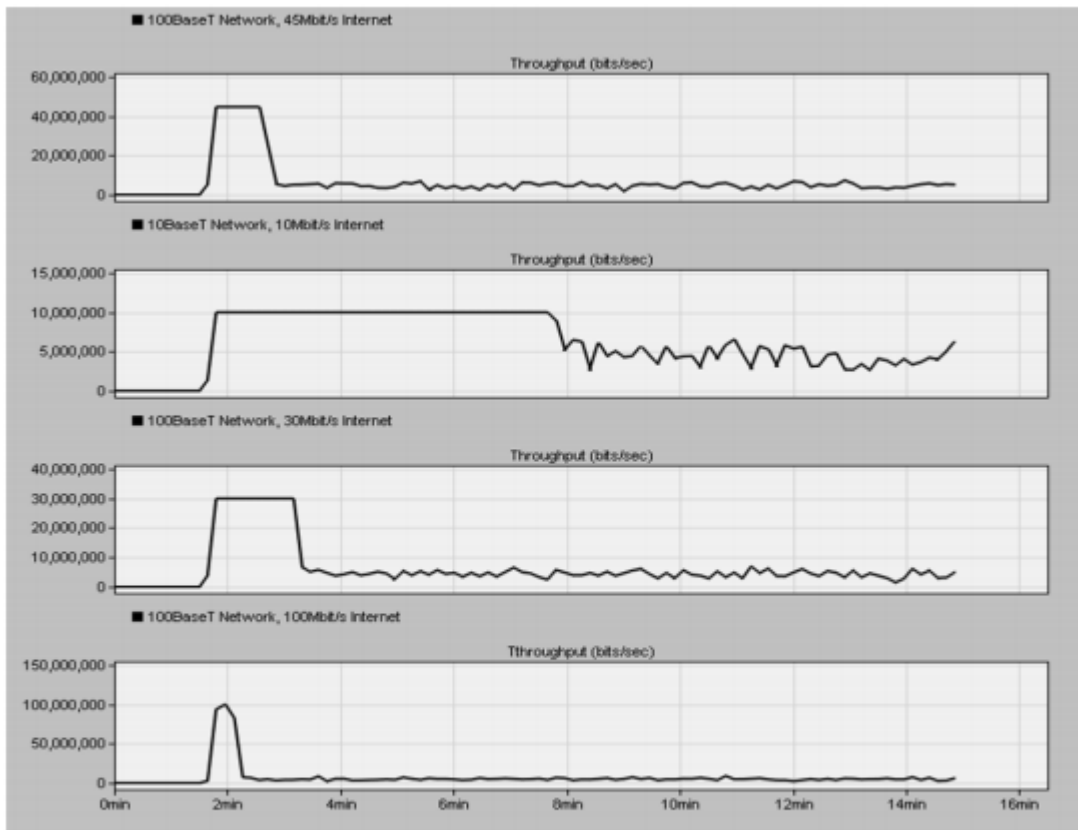 100BaseT Network, 45Mbit/s Internet
Throughput (bits/sec)
60,000,000
40,000,000
20,000,000
0
10BaseT Network, 10Mbit/s Internet
Throughput (bits/sec)
15,000,000
10,000,000
5,000,000
0
100BaseT Network, 30Mbit/s Internet
Throughput (bits/sec)
40,000,000
30,000,000
20,000,000
10,000,000
0
100BaseT Network, 100Mbit/s Internet
Tthroughput (bits/sec)
150,000,000
100,000,000
50,000,000
0
0min 2min 4min 6min 8min 10min 12min 14min 16min